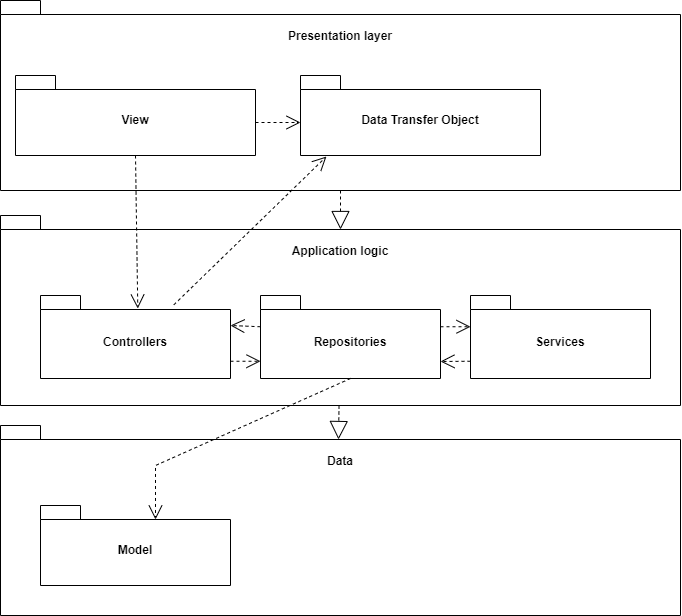 Presentation layer
View
Data Transfer Object
Application logic
Controllers
Repositories
Services
Data
Model